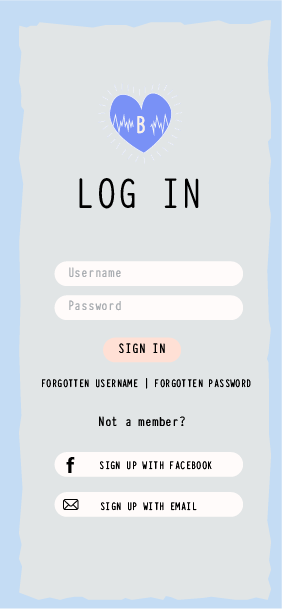 B
LOG IN
Username
Password
SIGN IN
FORGOTTEN USERNAME | FORGOTTEN PASSWORD
Not a member?
f SIGN UP WITH FACEBOOK
SIGN UP WITH EMAIL